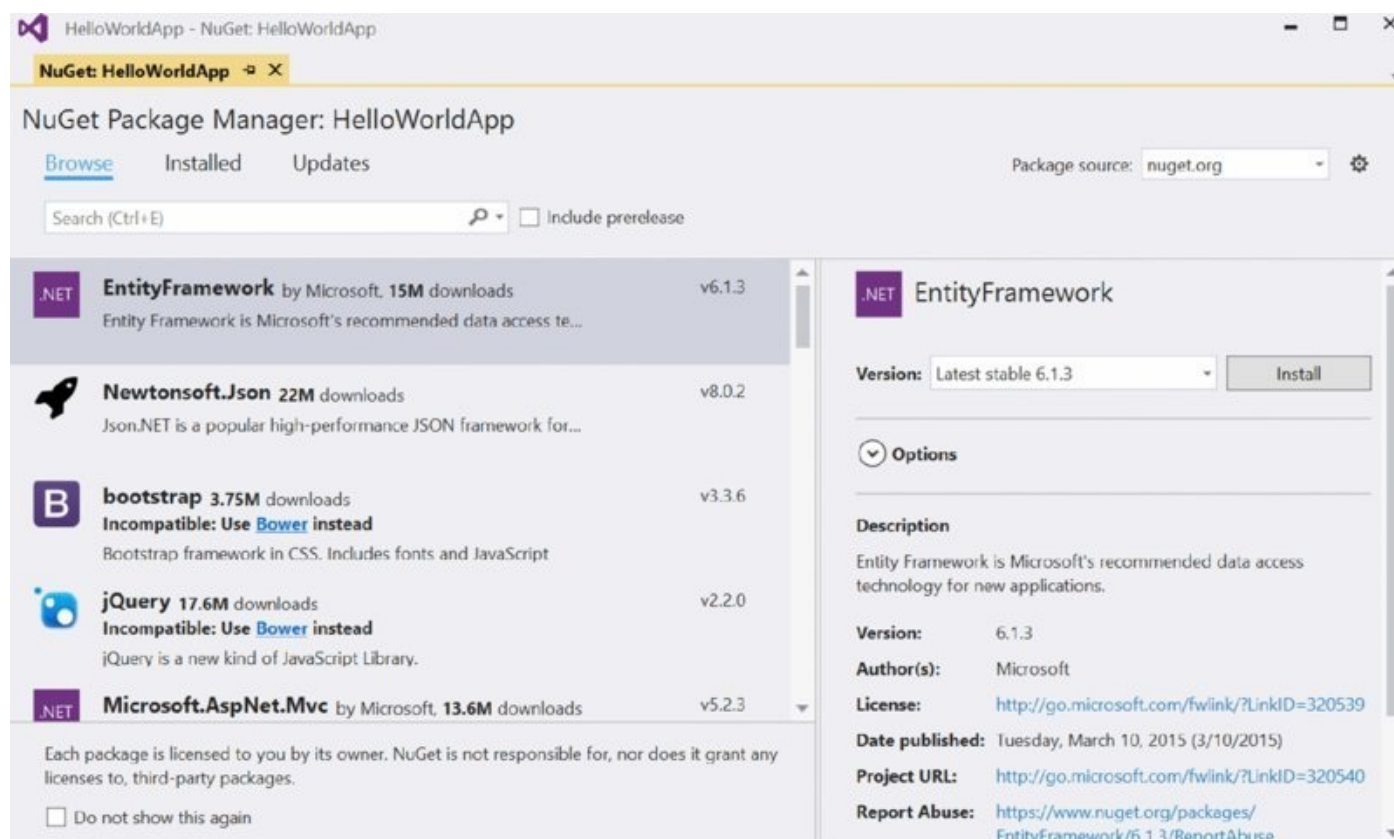 HelloWorldApp - NuGet: HelloWorldApp
NuGet: HelloWorldApp
NuGet Package Manager: HelloWorldApp
Browse Installed Updates
Package source: nuget.org
Search (Ctrl+E) Include prerelease
.NET EntityFramework by Microsoft, 15M downloads v6.1.3
Entity Framework is Microsoft's recommended data access te...
Newtonsoft.Json 22M downloads v8.0.2
Json.NET is a popular high-performance JSON framework for...
B bootstrap 3.75M downloads v3.3.6
Incompatible: Use Bower instead
Bootstrap framework in CSS. Includes fonts and JavaScript
jQuery 17.6M downloads v2.2.0
Incompatible: Use Bower instead
jQuery is a new kind of JavaScript Library.
.NET Microsoft.AspNet.Mvc by Microsoft, 13.6M downloads v5.2.3
Each package is licensed to you by its owner. NuGet is not responsible for, nor does it grant any
licenses to, third-party packages.
Do not show this again
.NET EntityFramework
Version: Latest stable 6.1.3 Install
Options
Description
Entity Framework is Microsoft's recommended data access
technology for new applications.
Version: 6.1.3
Author(s): Microsoft
License: http://go.microsoft.com/fwlink/?LinkID=320539
Date published: Tuesday, March 10, 2015 (3/10/2015)
Project URL: http://go.microsoft.com/fwlink/?LinkID=320540
Report Abuse: https://www.nuget.org/packages/
EntityFramework/6.1.3/ReportAbuse